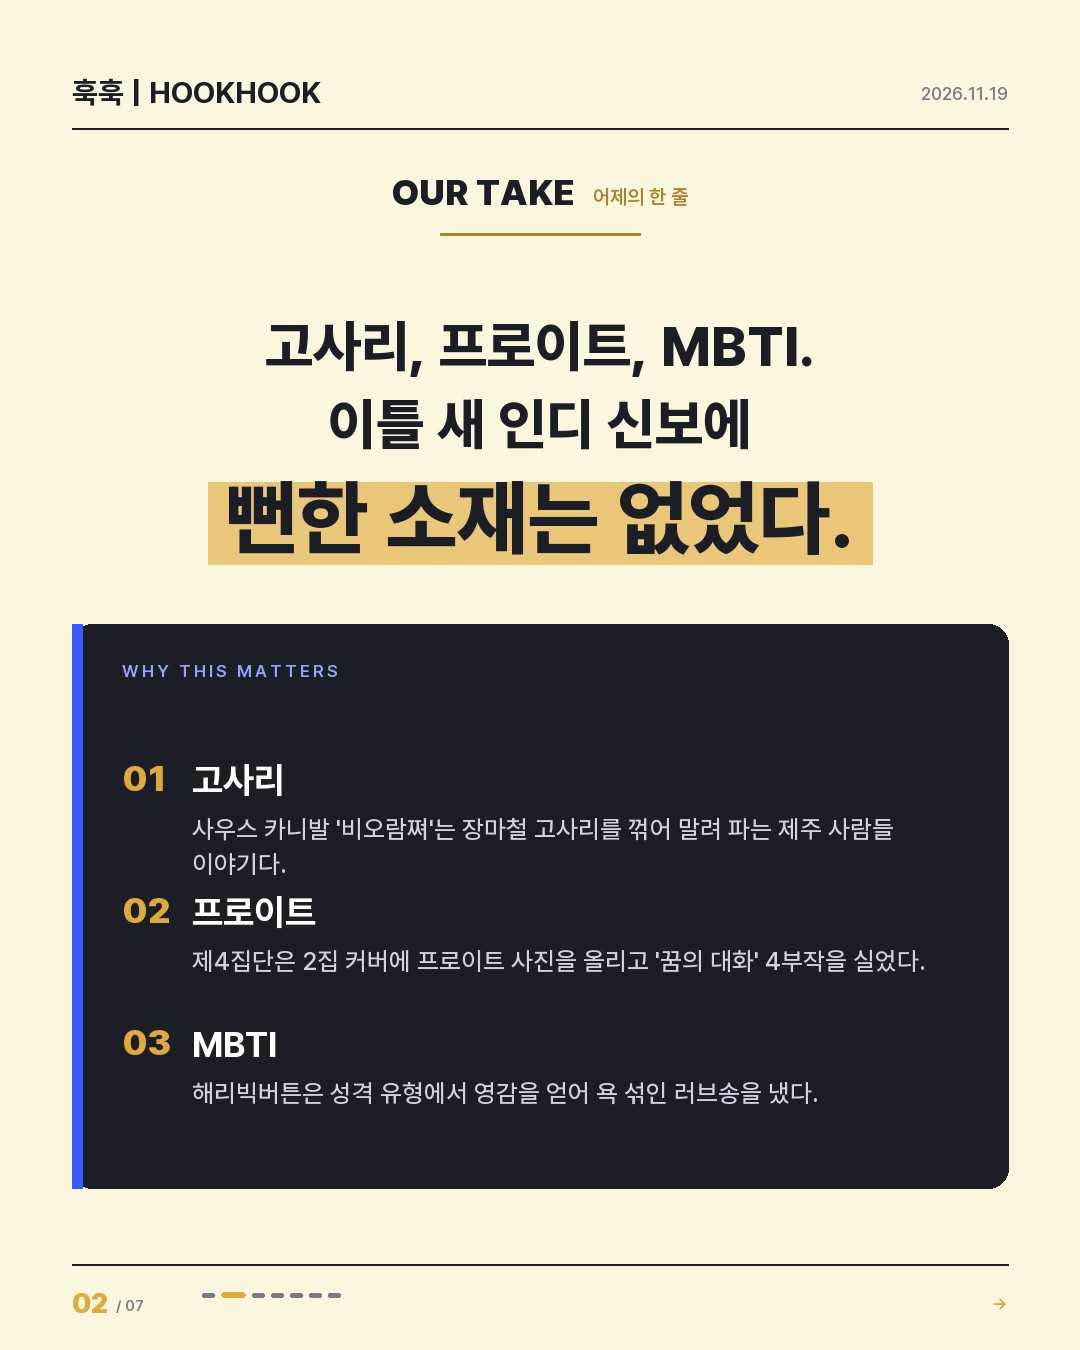 훅훅 | HOOKHOOK
2026.11.19
OUR TAKE 어제의 한 줄
고사리, 프로이트, MBTI.
이틀 새 인디 신보에
뻔한 소재는 없었다.
WHY THIS MATTERS
01 고사리
사우스 카니발 '비오람쪄'는 장마철 고사리를 꺾어 말려 파는 제주 사람들
이야기다.
02 프로이트
제4집단은 2집 커버에 프로이트 사진을 올리고 '꿈의 대화' 4부작을 실었다.
03 MBTI
해리빅버튼은 성격 유형에서 영감을 얻어 욕 섞인 러브송을 냈다.
02 / 07
→